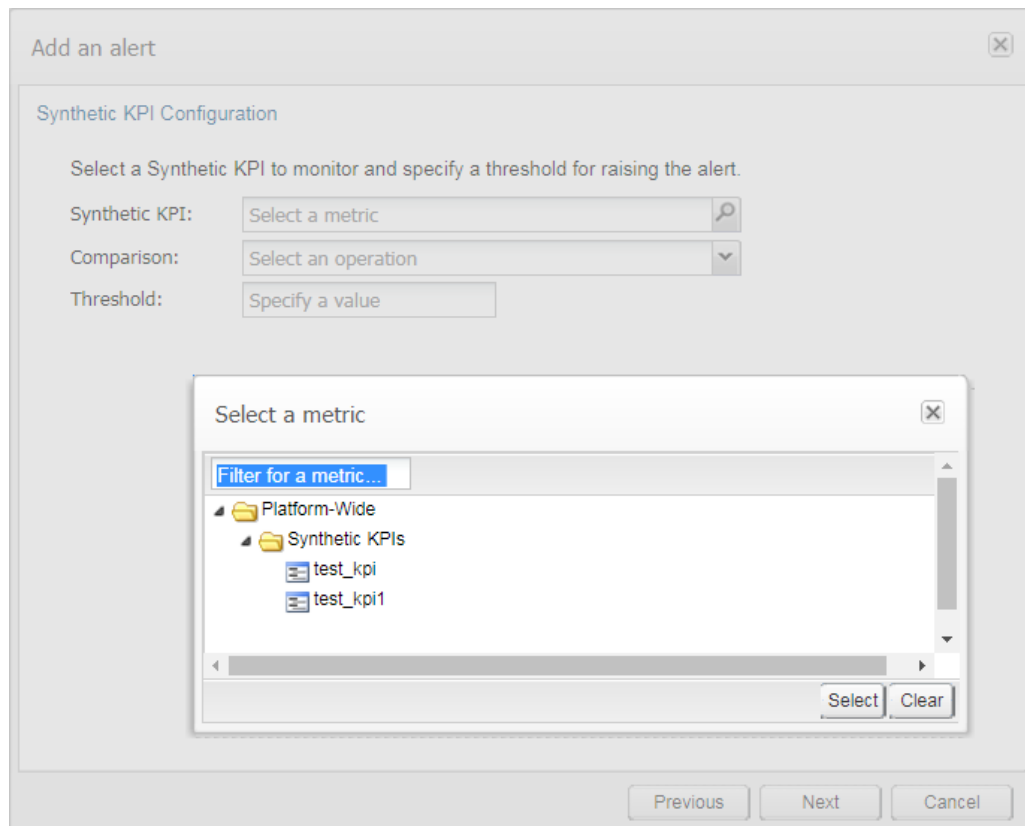 Add an alert
Synthetic KPI Configuration
Select a Synthetic KPI to monitor and specify a threshold for raising the alert.
Synthetic KPI: Select a metric
Comparison: Select an operation
Threshold: Specify a value
Select a metric
Filter for a metric...
Platform-Wide
Synthetic KPIs
test_kpi
test_kpi1
Select Clear
Previous Next Cancel